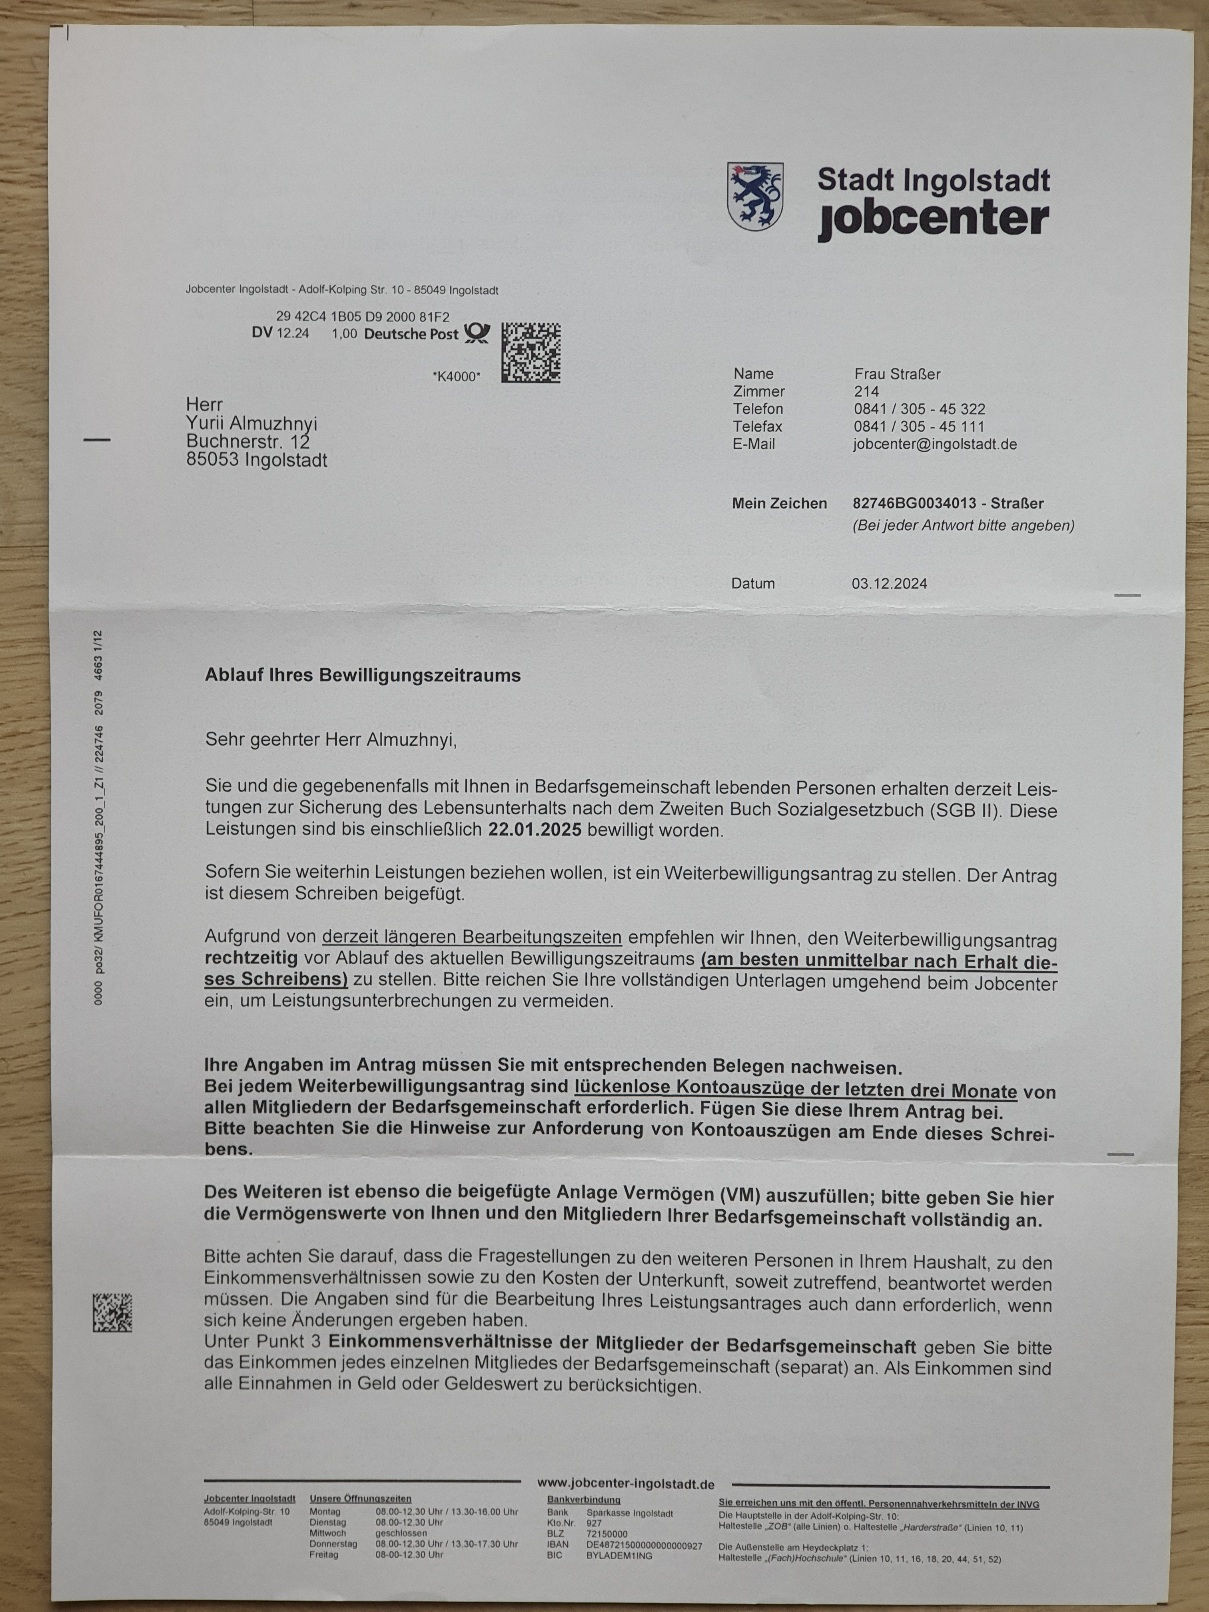 Stadt Ingolstadt
jobcenter
Jobcenter Ingolstadt - Adolf-Kolping Str. 10 - 85049 Ingolstadt
29 42C4 1B05 D9 2000 81F2
DV 12.24 1,00 Deutsche Post
*K4000*
Herr
Yurii Almuzhnyi
Buchnerstr. 12
85053 Ingolstadt
Name Frau Straßer
Zimmer 214
Telefon 0841 / 305 - 45 322
Telefax 0841 / 305 - 45 111
E-Mail jobcenter@ingolstadt.de
Mein Zeichen 82746BG0034013 - Straßer
(Bei jeder Antwort bitte angeben)
Datum 03.12.2024
0000 po32/ KMUFOR0167444895_200_1_Z1 // 224746 2079 4663 1/12
Ablauf Ihres Bewilligungszeitraums
Sehr geehrter Herr Almuzhnyi,
Sie und die gegebenenfalls mit Ihnen in Bedarfsgemeinschaft lebenden Personen erhalten derzeit Leis-
tungen zur Sicherung des Lebensunterhalts nach dem Zweiten Buch Sozialgesetzbuch (SGB II). Diese
Leistungen sind bis einschließlich 22.01.2025 bewilligt worden.
Sofern Sie weiterhin Leistungen beziehen wollen, ist ein Weiterbewilligungsantrag zu stellen. Der Antrag
ist diesem Schreiben beigefügt.
Aufgrund von derzeit längeren Bearbeitungszeiten empfehlen wir Ihnen, den Weiterbewilligungsantrag
rechtzeitig vor Ablauf des aktuellen Bewilligungszeitraums (am besten unmittelbar nach Erhalt die-
ses Schreibens) zu stellen. Bitte reichen Sie Ihre vollständigen Unterlagen umgehend beim Jobcenter
ein, um Leistungsunterbrechungen zu vermeiden.
Ihre Angaben im Antrag müssen Sie mit entsprechenden Belegen nachweisen.
Bei jedem Weiterbewilligungsantrag sind lückenlose Kontoauszüge der letzten drei Monate von
allen Mitgliedern der Bedarfsgemeinschaft erforderlich. Fügen Sie diese Ihrem Antrag bei.
Bitte beachten Sie die Hinweise zur Anforderung von Kontoauszügen am Ende dieses Schrei-
bens.
Des Weiteren ist ebenso die beigefügte Anlage Vermögen (VM) auszufüllen; bitte geben Sie hier
die Vermögenswerte von Ihnen und den Mitgliedern Ihrer Bedarfsgemeinschaft vollständig an.
Bitte achten Sie darauf, dass die Fragestellungen zu den weiteren Personen in Ihrem Haushalt, zu den
Einkommensverhältnissen sowie zu den Kosten der Unterkunft, soweit zutreffend, beantwortet werden
müssen. Die Angaben sind für die Bearbeitung Ihres Leistungsantrages auch dann erforderlich, wenn
sich keine Änderungen ergeben haben.
Unter Punkt 3 Einkommensverhältnisse der Mitglieder der Bedarfsgemeinschaft geben Sie bitte
das Einkommen jedes einzelnen Mitgliedes der Bedarfsgemeinschaft (separat) an. Als Einkommen sind
alle Einnahmen in Geld oder Geldeswert zu berücksichtigen.
www.jobcenter-ingolstadt.de
Jobcenter Ingolstadt
Adolf-Kolping-Str. 10
85049 Ingolstadt
Unsere Öffnungszeiten
Montag 08.00-12.30 Uhr / 13.30-16.00 Uhr
Dienstag 08.00-12.30 Uhr
Mittwoch geschlossen
Donnerstag 08.00-12.30 Uhr / 13.30-17.30 Uhr
Freitag 08-00-12.30 Uhr
Bankverbindung
Bank Sparkasse Ingolstadt
Kto.Nr. 927
BLZ 72150000
IBAN DE48721500000000000927
BIC BYLADEM1ING
Sie erreichen uns mit den öffentl. Personennahverkehrsmitteln der INVG
Die Hauptstelle in der Adolf-Kolping-Str. 10:
Haltestelle „ZOB“ (alle Linien) o. Haltestelle „Harderstraße“ (Linien 10, 11)
Die Außenstelle am Heydeckplatz 1:
Haltestelle „(Fach)Hochschule“ (Linien 10, 11, 16, 18, 20, 44, 51, 52)